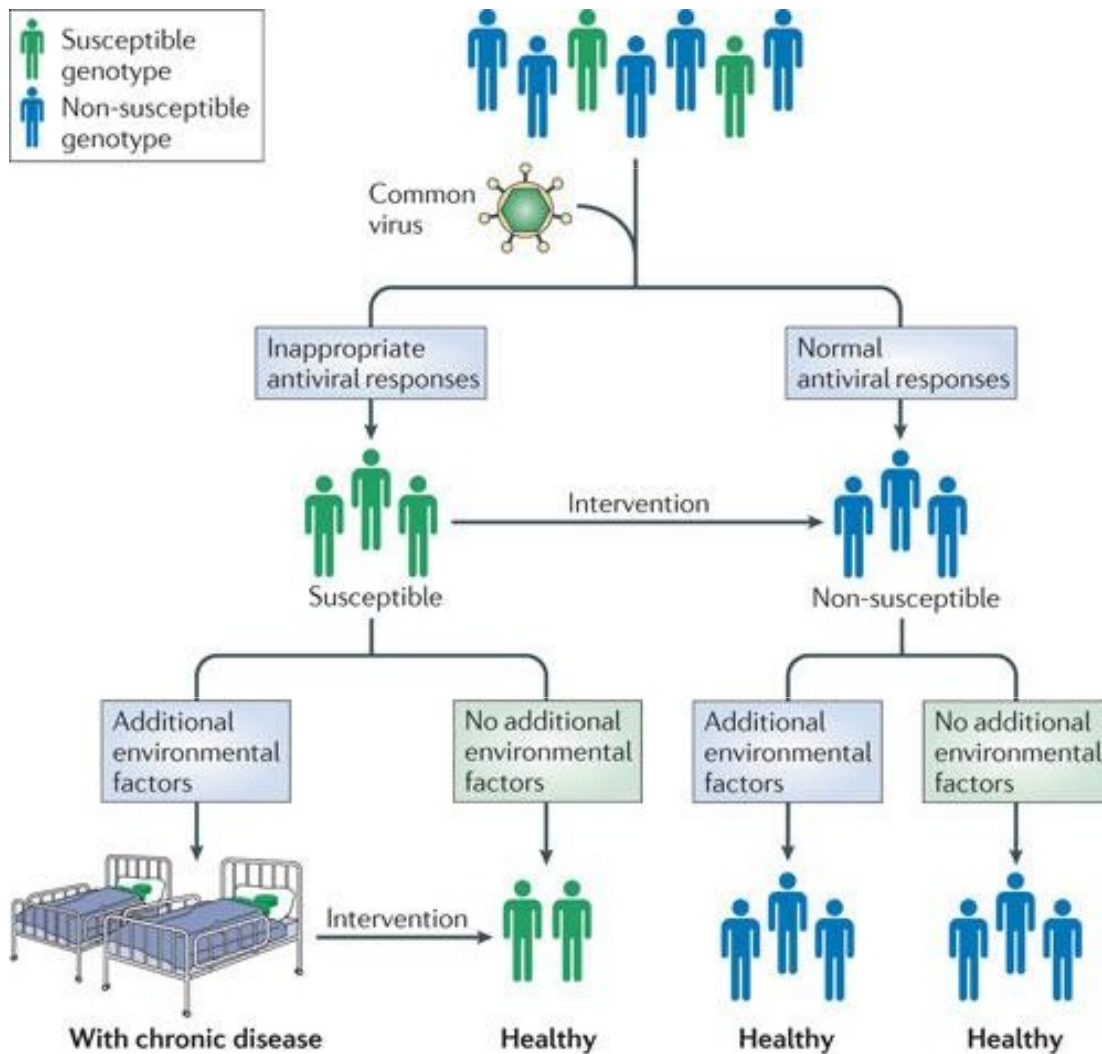 Susceptible
genotype
Non-susceptible
genotype
Common
virus
Inappropriate
antiviral responses
Normal
antiviral responses
Intervention
Susceptible
Non-susceptible
Additional
environmental
factors
No additional
environmental
factors
Additional
environmental
factors
No additional
environmental
factors
Intervention
With chronic disease
Healthy
Healthy
Healthy